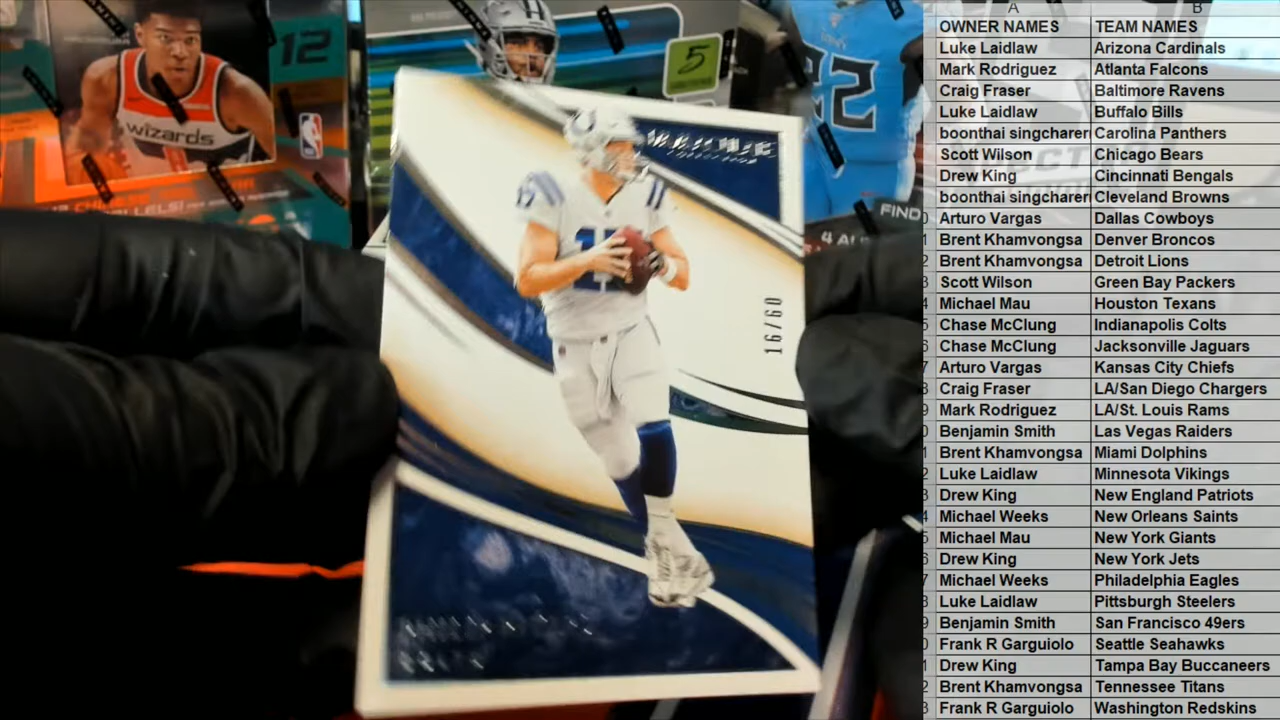 A B
OWNER NAMES TEAM NAMES
Luke Laidlaw Arizona Cardinals
Mark Rodriguez Atlanta Falcons
Craig Fraser Baltimore Ravens
Luke Laidlaw Buffalo Bills
boonthai singcharer Carolina Panthers
Scott Wilson Chicago Bears
Drew King Cincinnati Bengals
boonthai singcharer Cleveland Browns
Arturo Vargas Dallas Cowboys
Brent Khamvongsa Denver Broncos
Brent Khamvongsa Detroit Lions
Scott Wilson Green Bay Packers
Michael Mau Houston Texans
Chase McClung Indianapolis Colts
Chase McClung Jacksonville Jaguars
Arturo Vargas Kansas City Chiefs
Craig Fraser LA/San Diego Chargers
Mark Rodriguez LA/St. Louis Rams
Benjamin Smith Las Vegas Raiders
Brent Khamvongsa Miami Dolphins
Luke Laidlaw Minnesota Vikings
Drew King New England Patriots
Michael Weeks New Orleans Saints
Michael Mau New York Giants
Drew King New York Jets
Michael Weeks Philadelphia Eagles
Luke Laidlaw Pittsburgh Steelers
Benjamin Smith San Francisco 49ers
Frank R Garguiolo Seattle Seahawks
Drew King Tampa Bay Buccaneers
Brent Khamvongsa Tennessee Titans
Frank R Garguiolo Washington Redskins
12
wizards
5
22
FIND
17
16/60